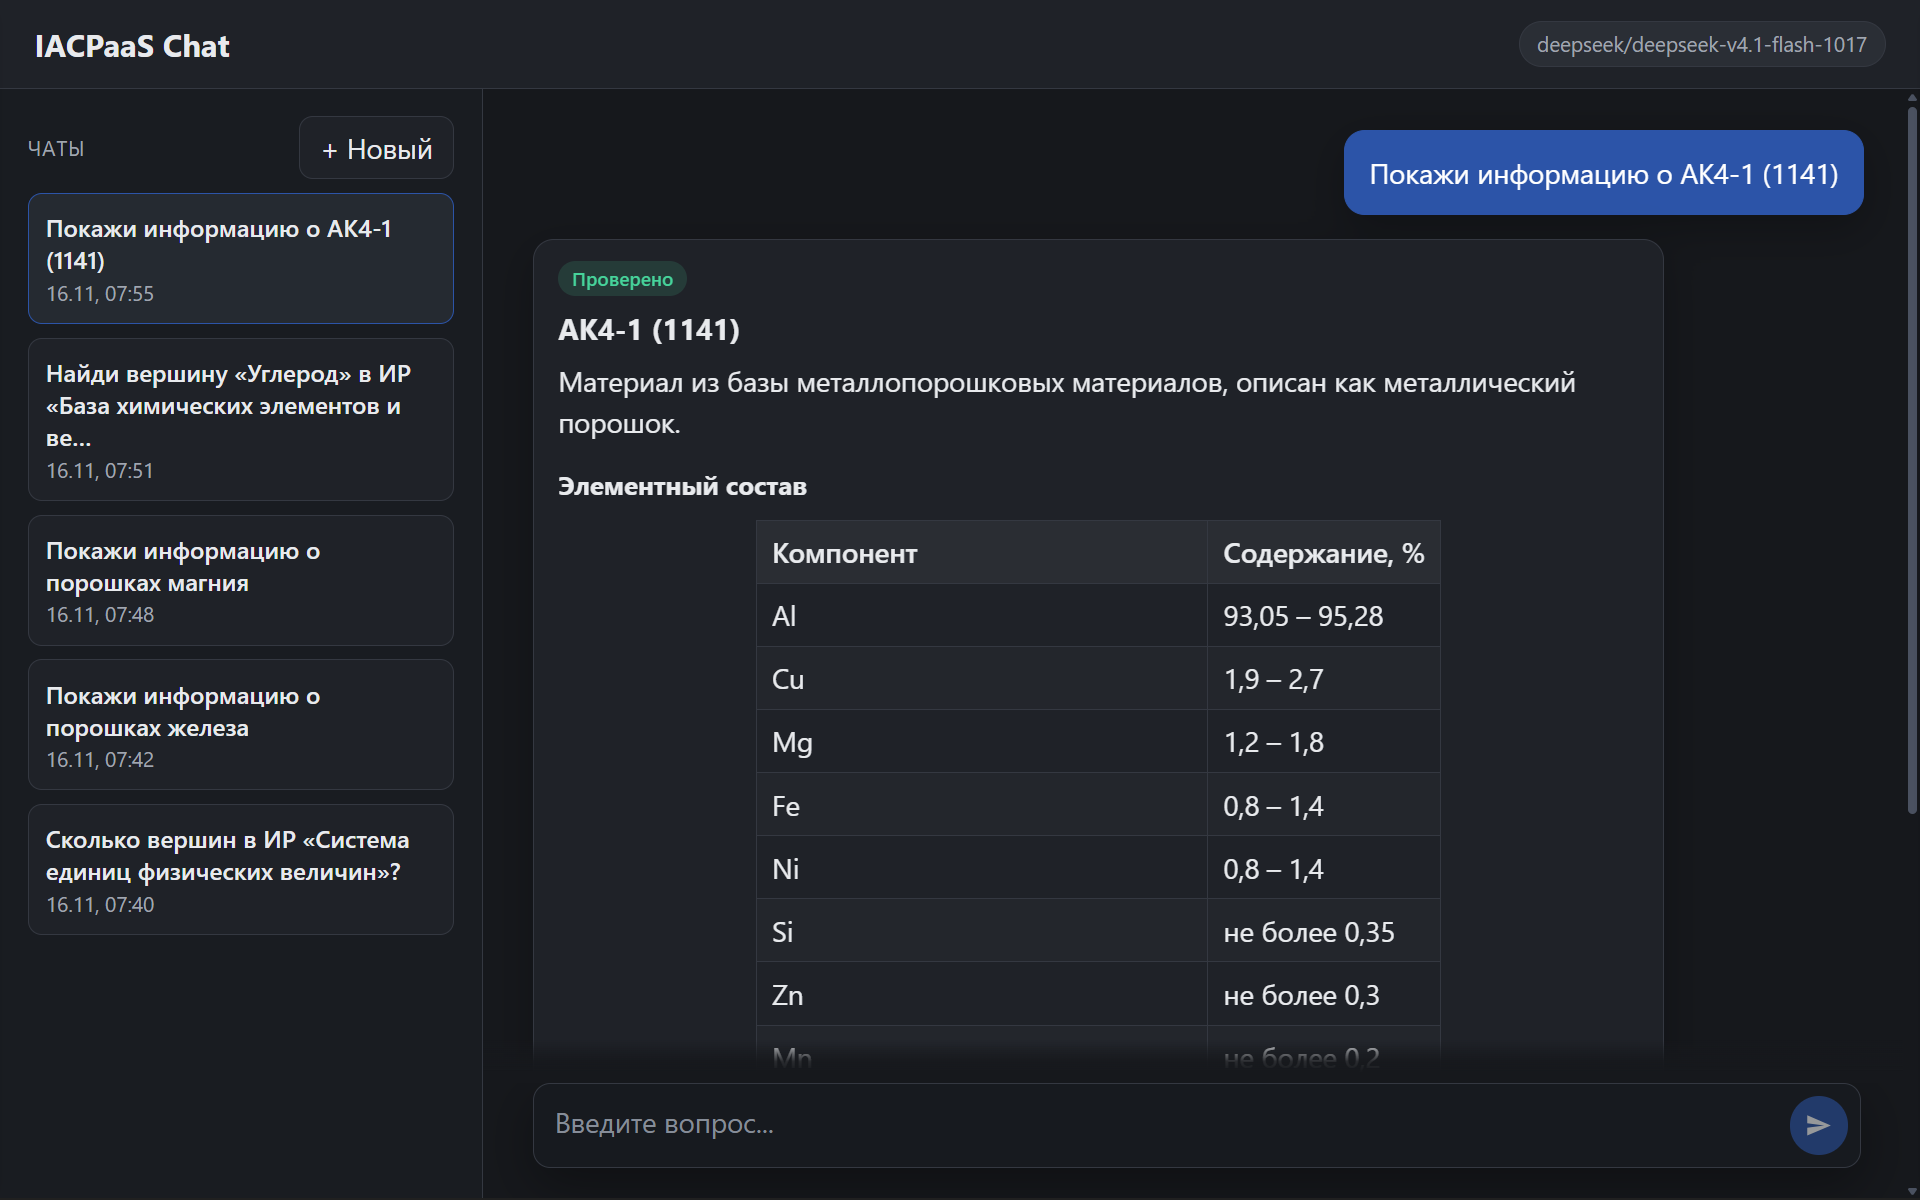 IACPaaS Chat
deepseek/deepseek-v4.1-flash-1017
ЧАТЫ
+ Новый
Покажи информацию о АК4-1
(1141)
16.11, 07:55
Найди вершину «Углерод» в ИР
«База химических элементов и
ве...
16.11, 07:51
Покажи информацию о
порошках магния
16.11, 07:48
Покажи информацию о
порошках железа
16.11, 07:42
Сколько вершин в ИР «Система
единиц физических величин»?
16.11, 07:40
Покажи информацию о АК4-1 (1141)
Проверено
АК4-1 (1141)
Материал из базы металлопорошковых материалов, описан как металлический
порошок.
Элементный состав
Компонент Содержание, %
Al 93,05 – 95,28
Cu 1,9 – 2,7
Mg 1,2 – 1,8
Fe 0,8 – 1,4
Ni 0,8 – 1,4
Si не более 0,35
Zn не более 0,3
Mn не более 0,2
Введите вопрос...